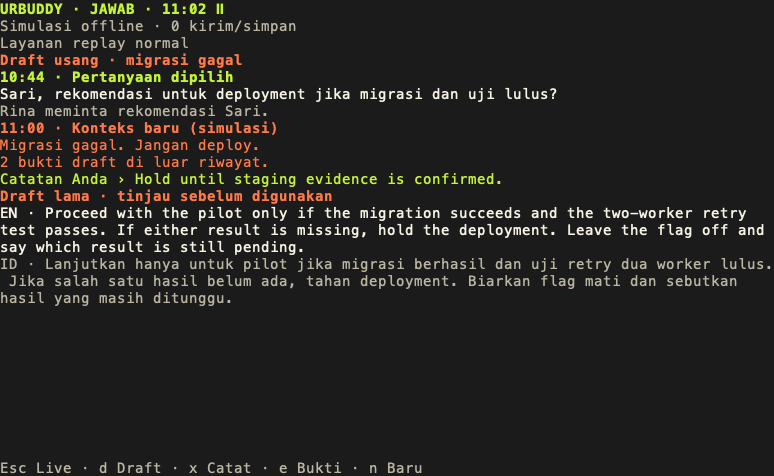 URBUDDY · JAWAB · 11:02 Ⅱ
Simulasi offline · 0 kirim/simpan
Layanan replay normal
Draft usang · migrasi gagal
10:44 · Pertanyaan dipilih
Sari, rekomendasi untuk deployment jika migrasi dan uji lulus?
Rina meminta rekomendasi Sari.
11:00 · Konteks baru (simulasi)
Migrasi gagal. Jangan deploy.
2 bukti draft di luar riwayat.
Catatan Anda › Hold until staging evidence is confirmed.
Draft lama · tinjau sebelum digunakan
EN · Proceed with the pilot only if the migration succeeds and the two-worker retry
test passes. If either result is missing, hold the deployment. Leave the flag off and
say which result is still pending.
ID · Lanjutkan hanya untuk pilot jika migrasi berhasil dan uji retry dua worker lulus.
Jika salah satu hasil belum ada, tahan deployment. Biarkan flag mati dan sebutkan
hasil yang masih ditunggu.
Esc Live · d Draft · x Catat · e Bukti · n Baru